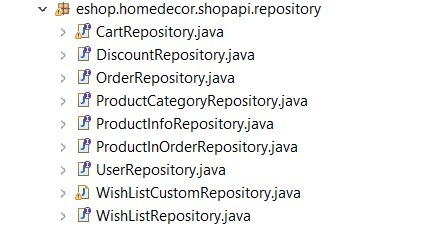 eshop.homedecor.shopapi.repository
CartRepository.java
DiscountRepository.java
OrderRepository.java
ProductCategoryRepository.java
ProductInfoRepository.java
ProductInOrderRepository.java
UserRepository.java
WishListCustomRepository.java
WishListRepository.java